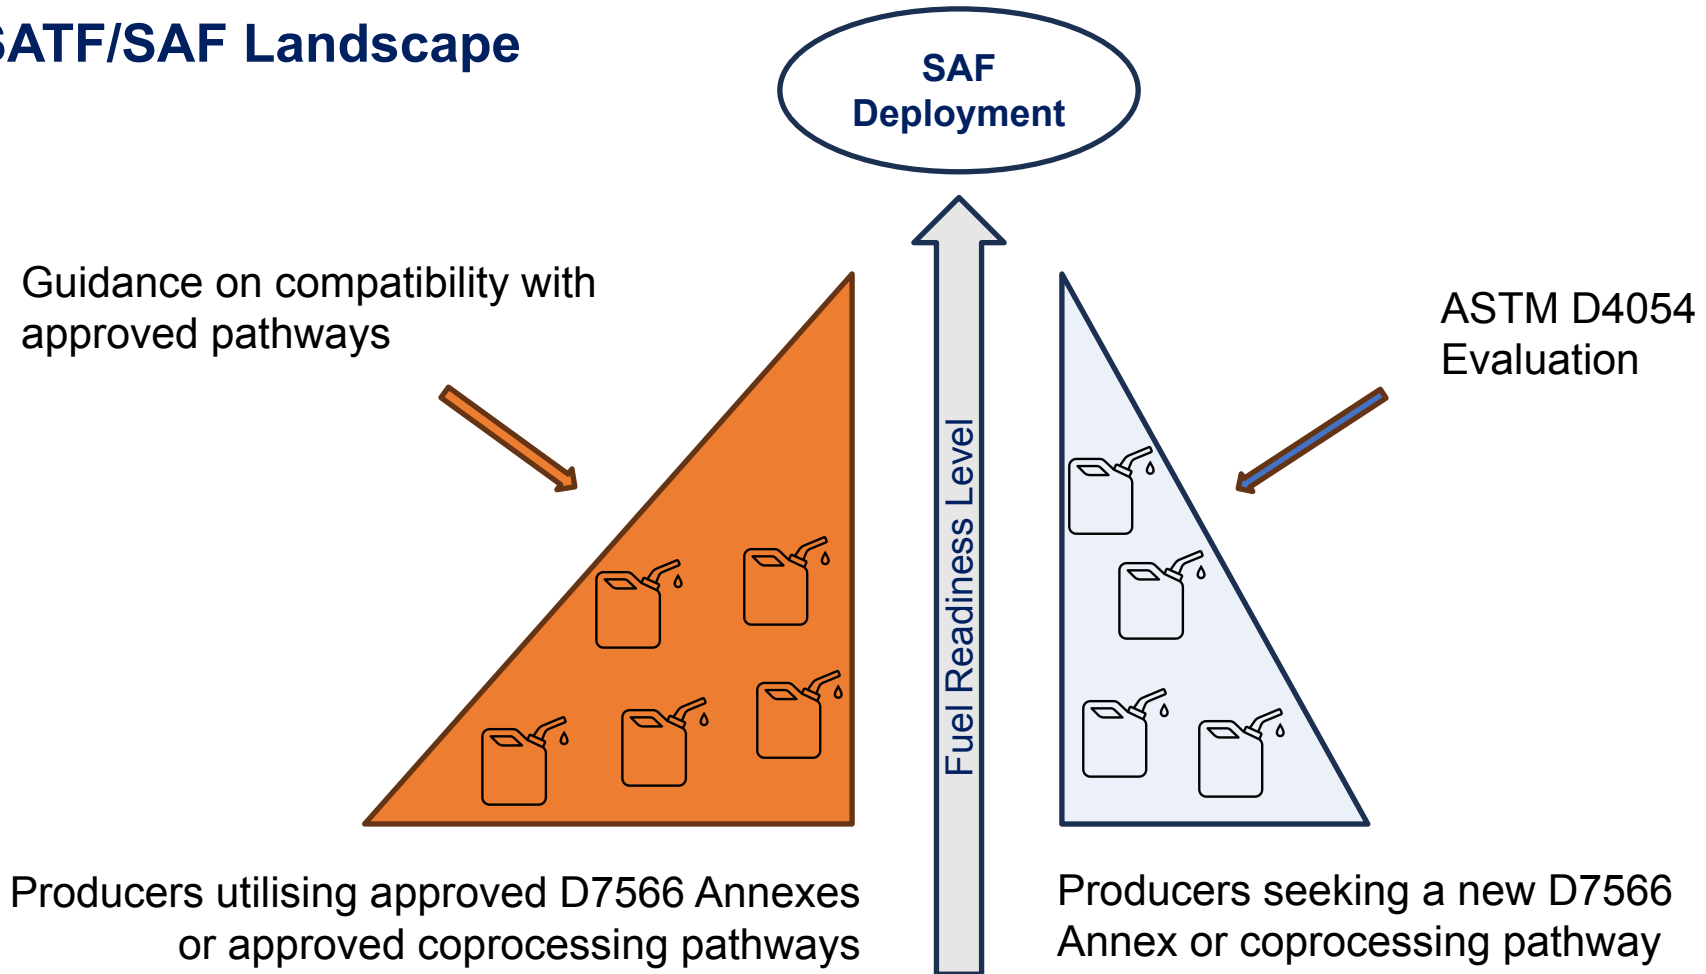 SATF/SAF Landscape
SAF
Deployment
Guidance on compatibility with
approved pathways
ASTM D4054
Evaluation
Fuel Readiness Level
Producers utilising approved D7566 Annexes
or approved coprocessing pathways
Producers seeking a new D7566
Annex or coprocessing pathway